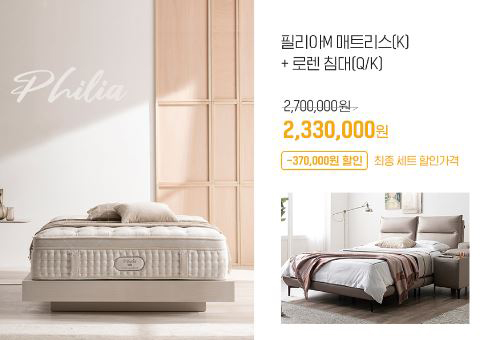 Philia
필리아M 매트리스(K)
+ 로렌 침대(Q/K)
2,700,000원
2,330,000원
-370,000원 할인 최종 세트 할인가격
Philia